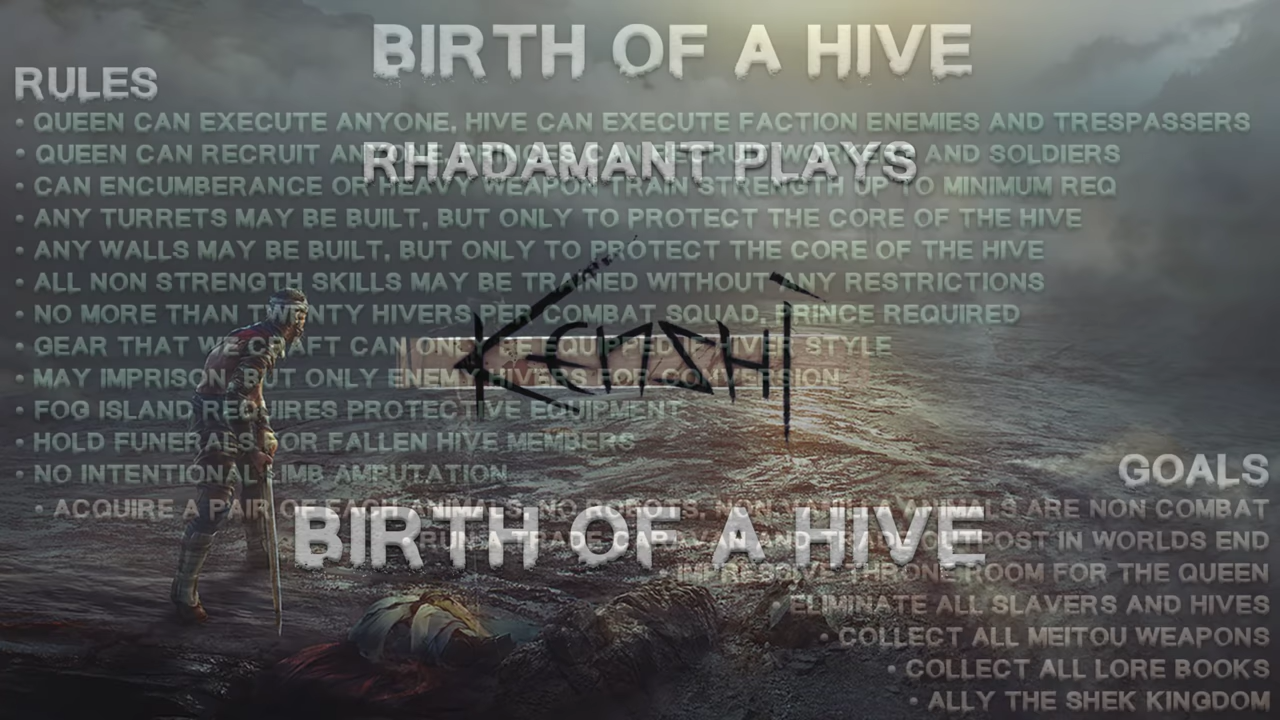 BIRTH OF A HIVE
RULES
• QUEEN CAN EXECUTE ANYONE, HIVE CAN EXECUTE FACTION ENEMIES AND TRESPASSERS
• QUEEN CAN RECRUIT AND SOLDIERS
RHADAMANT PLAYS
• CAN ENCUMBERANCE OR HEAVY WEAPON TRAIN STRENGTH UP TO MINIMUM REQ
• ANY TURRETS MAY BE BUILT, BUT ONLY TO PROTECT THE CORE OF THE HIVE
• ANY WALLS MAY BE BUILT, BUT ONLY TO PROTECT THE CORE OF THE HIVE
• ALL NON STRENGTH SKILLS MAY BE TRAINED WITHOUT ANY RESTRICTIONS
• NO MORE THAN TWENTY HIVERS PER COMBAT SQUAD, PRINCE REQUIRED
• GEAR THAT WE CRAFT CAN ONLY BE EQUIPPED IF HIVER STYLE
KENSHI
• MAY IMPRISON, BUT ONLY ENEMY HIVERS FOR CONVERSION
• FOG ISLAND REQUIRES PROTECTIVE EQUIPMENT
• HOLD FUNERALS FOR FALLEN HIVE MEMBERS
• NO INTENTIONAL LIMB AMPUTATION
GOALS
• ACQUIRE A PAIR OF EACH ANIMAL, NO ROBOTS, ANIMALS ARE NON COMBAT
BIRTH OF A HIVE
RUN A TRADE CARAVAN AND TRADE OUTPOST IN WORLDS END
IMPRESSIVE THRONE ROOM FOR THE QUEEN
ELIMINATE ALL SLAVERS AND HIVES
• COLLECT ALL MEITOU WEAPONS
• COLLECT ALL LORE BOOKS
• ALLY THE SHEK KINGDOM